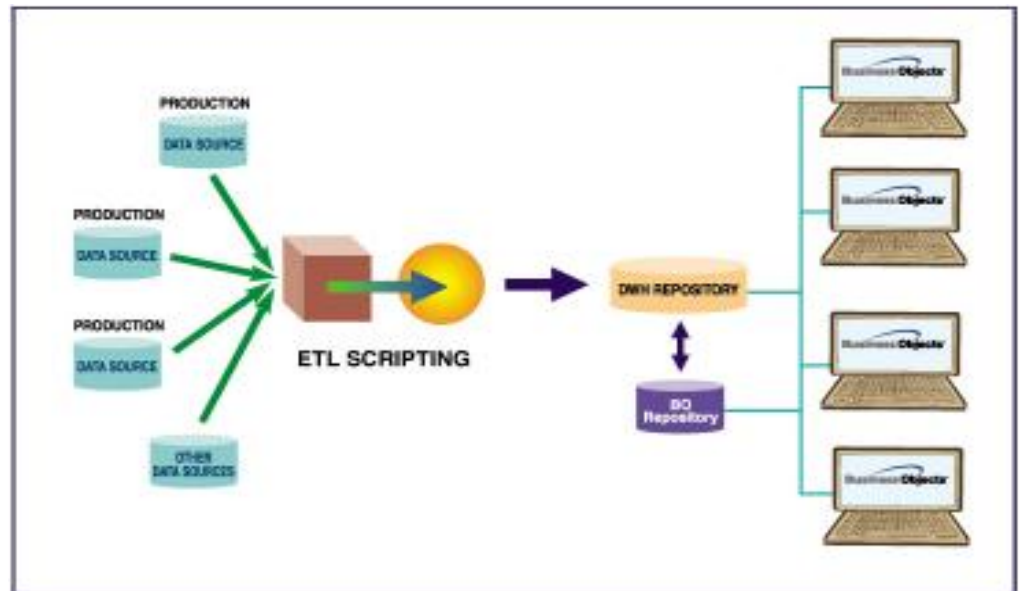 PRODUCTION
DATA SOURCE
PRODUCTION
DATA SOURCE
PRODUCTION
DATA SOURCE
OTHER
DATA SOURCES
ETL SCRIPTING
DWH REPOSITORY
BO
Repository
BusinessObjects
BusinessObjects
BusinessObjects
BusinessObjects